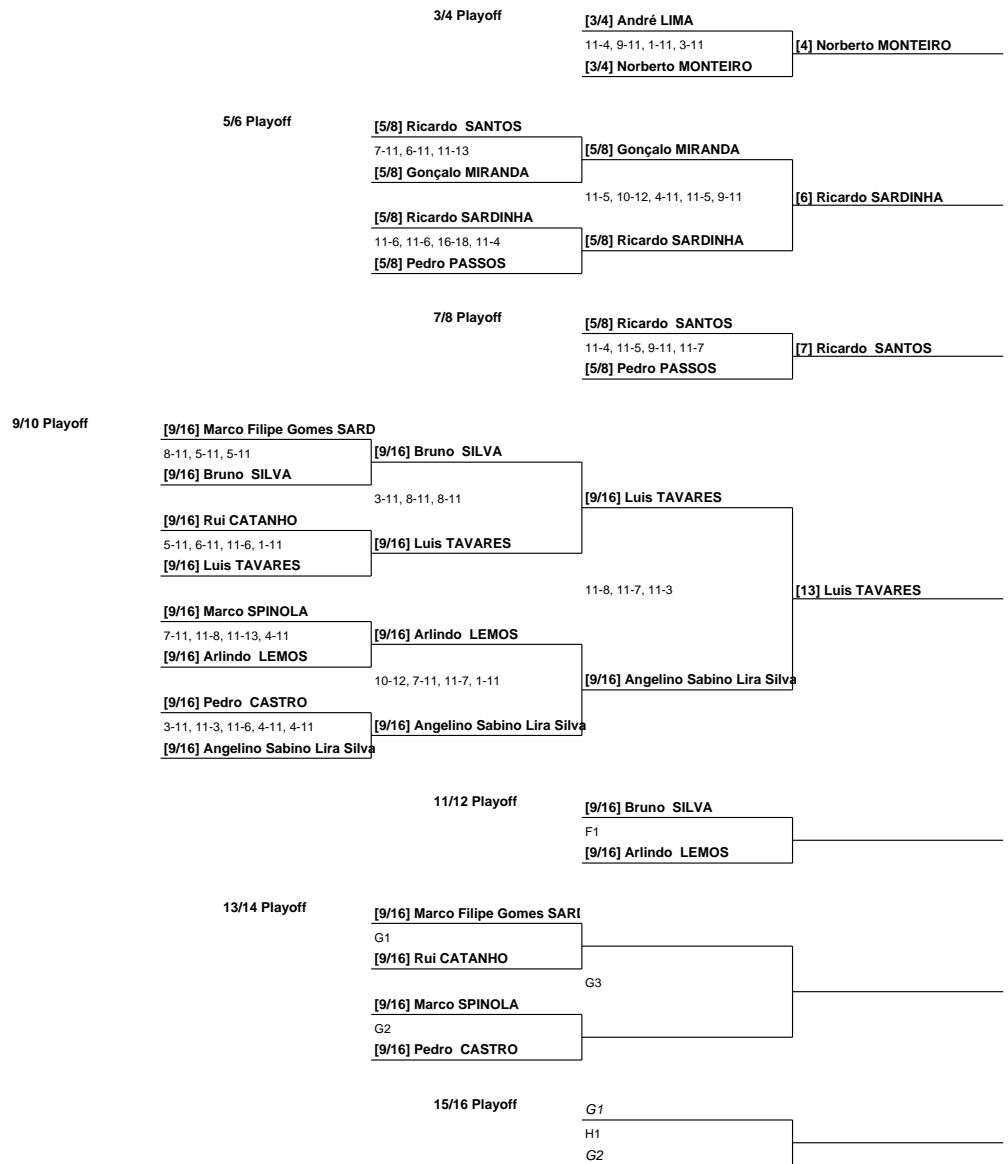 3/4 Playoff
[3/4] André LIMA
11-4, 9-11, 1-11, 3-11
[4] Norberto MONTEIRO
[3/4] Norberto MONTEIRO
5/6 Playoff
[5/8] Ricardo SANTOS
7-11, 6-11, 11-13
[5/8] Gonçalo MIRANDA
[5/8] Gonçalo MIRANDA
11-5, 10-12, 4-11, 11-5, 9-11
[6] Ricardo SARDINHA
[5/8] Ricardo SARDINHA
11-6, 11-6, 16-18, 11-4
[5/8] Ricardo SARDINHA
[5/8] Pedro PASSOS
7/8 Playoff
[5/8] Ricardo SANTOS
11-4, 11-5, 9-11, 11-7
[7] Ricardo SANTOS
[5/8] Pedro PASSOS
9/10 Playoff
[9/16] Marco Filipe Gomes SARD
8-11, 5-11, 5-11
[9/16] Bruno SILVA
[9/16] Bruno SILVA
3-11, 8-11, 8-11
[9/16] Luis TAVARES
[9/16] Rui CATANHO
5-11, 6-11, 11-6, 1-11
[9/16] Luis TAVARES
[9/16] Luis TAVARES
11-8, 11-7, 11-3
[13] Luis TAVARES
[9/16] Marco SPINOLA
7-11, 11-8, 11-13, 4-11
[9/16] Arlindo LEMOS
[9/16] Arlindo LEMOS
10-12, 7-11, 11-7, 1-11
[9/16] Angelino Sabino Lira Silva
[9/16] Pedro CASTRO
3-11, 11-3, 11-6, 4-11, 4-11
[9/16] Angelino Sabino Lira Silva
[9/16] Angelino Sabino Lira Silva
11/12 Playoff
[9/16] Bruno SILVA
F1
[9/16] Arlindo LEMOS
13/14 Playoff
[9/16] Marco Filipe Gomes SARI
G1
[9/16] Rui CATANHO
G3
[9/16] Marco SPINOLA
G2
[9/16] Pedro CASTRO
15/16 Playoff
G1
H1
G2